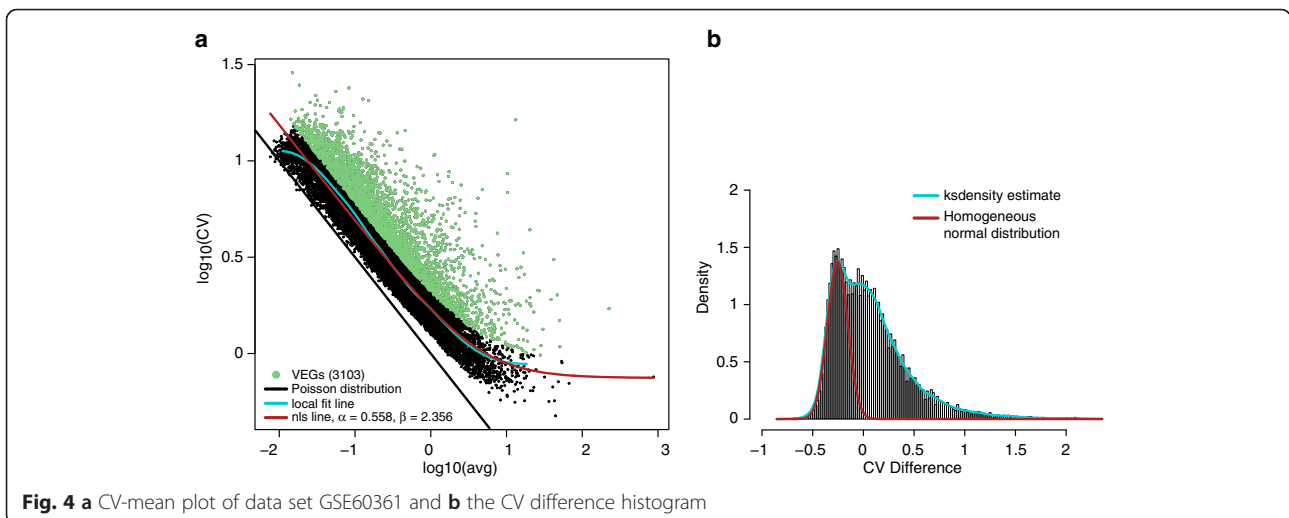 a
1.5
1
0.5
0
log10(CV)
VEGs (3103)
Poisson distribution
local fit line
nls line, α = 0.558, β = 2.356
−2
−1
0
1
2
3
log10(avg)
b
2
1.5
1
0.5
0
Density
ksdensity estimate
Homogeneous
normal distribution
−1
−0.5
0
0.5
1
1.5
2
CV Difference
Fig. 4 a CV-mean plot of data set GSE60361 and b the CV difference histogram